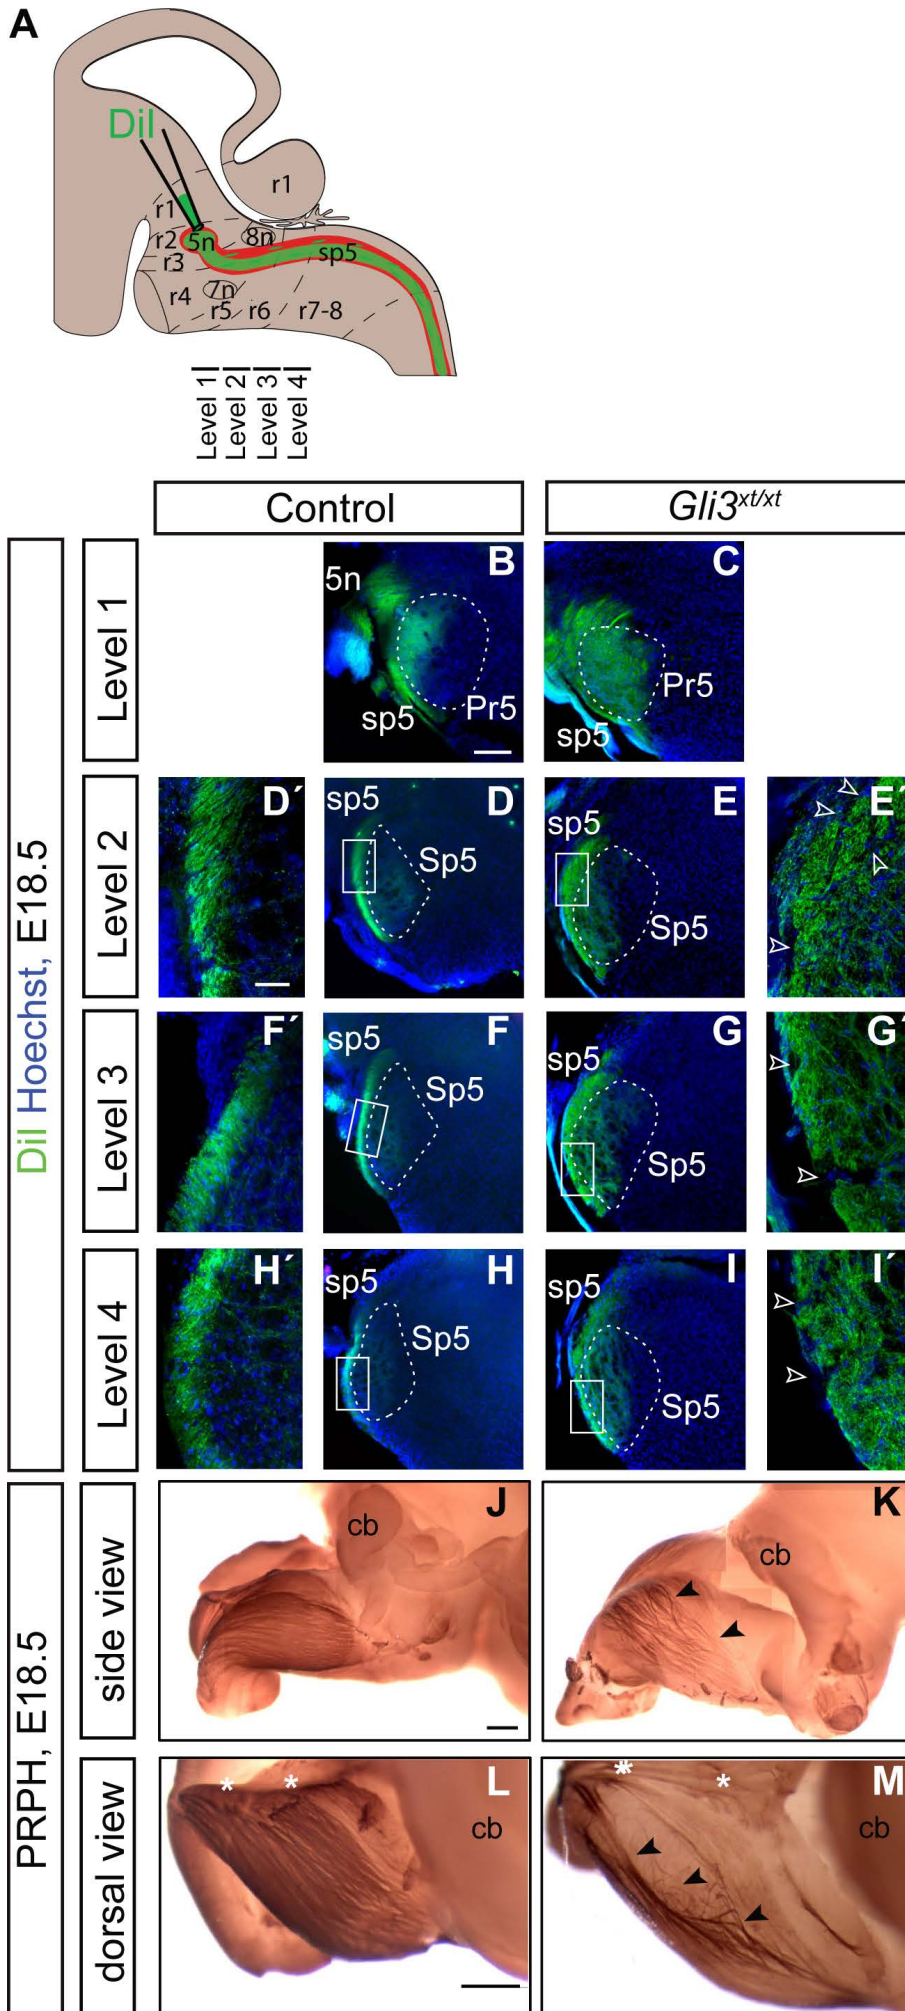 A
DiI
r1
r1
r2
5n
8n
r3
sp5
r4
7n
r5
r6
r7-8
Level 1
Level 2
Level 3
Level 4
Control
Gli3xt/xt
DiI Hoechst, E18.5
Level 1
B
5n
Pr5
sp5
C
Pr5
sp5
Level 2
D´
sp5
D
Sp5
sp5
E
Sp5
E´
Level 3
F´
sp5
F
Sp5
G
sp5
Sp5
G´
Level 4
H´
sp5
H
Sp5
sp5
I
Sp5
I´
PRPH, E18.5
side view
J
cb
K
cb
dorsal view
* *
L
cb
** *
M
cb